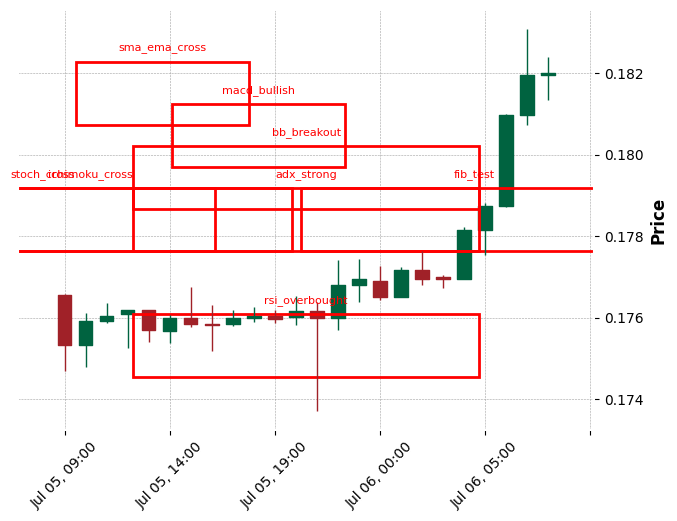 sma_ema_cross
macd_bullish
bb_breakout
stoch_cross
ichimoku_cross
adx_strong
fib_test
rsi_overbought
0.182
0.180
0.178
0.176
0.174
Price
Jul 05, 09:00
Jul 05, 14:00
Jul 05, 19:00
Jul 06, 00:00
Jul 06, 05:00